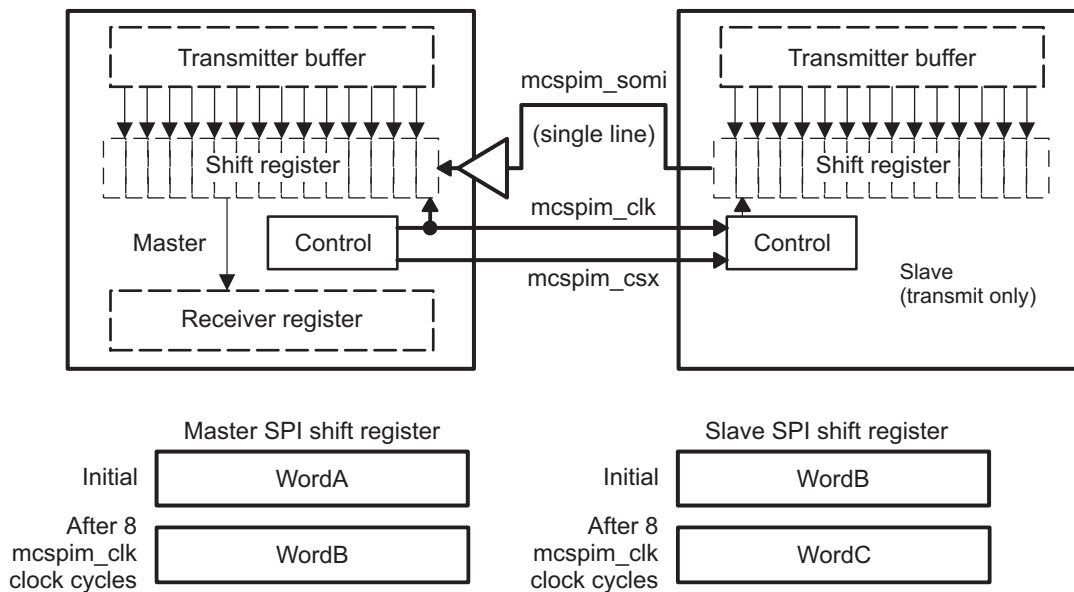 Transmitter buffer
Transmitter buffer
mcspim_somi
(single line)
Shift register
Shift register
mcspim_clk
Master
Control
Control
mcspim_csx
Slave
(transmit only)
Receiver register
Master SPI shift register
Slave SPI shift register
Initial
WordA
Initial
WordB
After 8
mcspim_clk
clock cycles
WordB
After 8
mcspim_clk
clock cycles
WordC